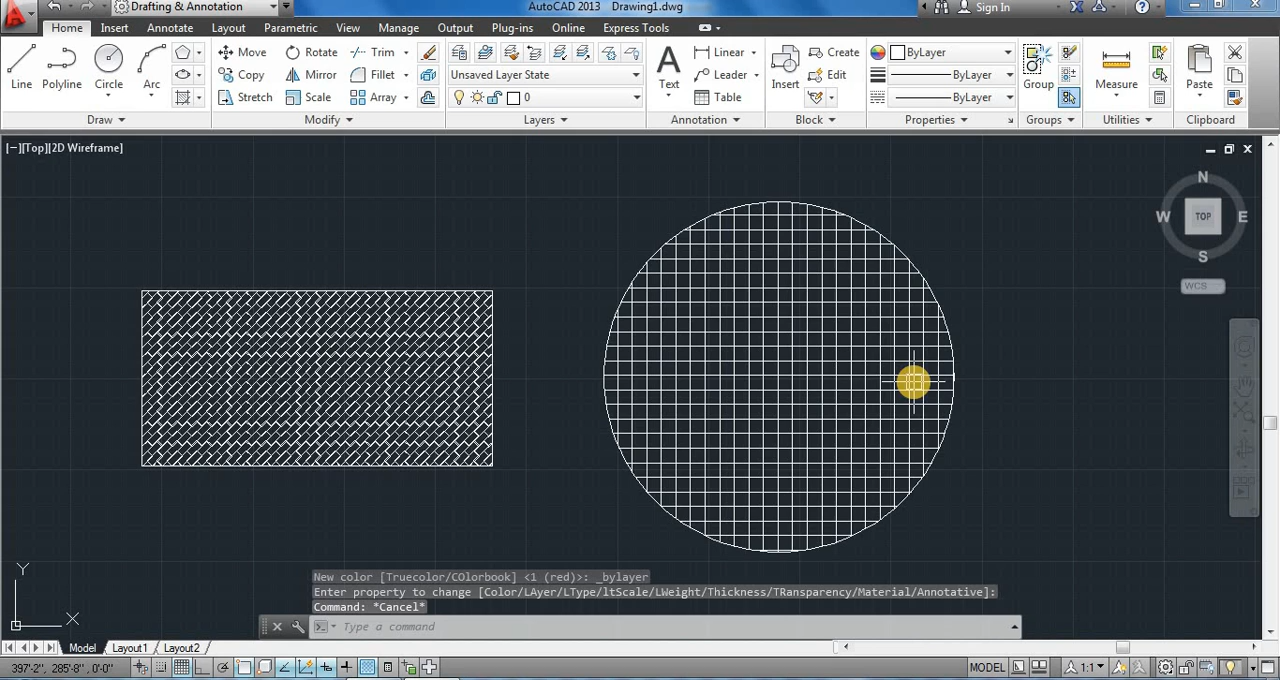 Drafting & Annotation
AutoCAD 2013 Drawing1.dwg
Sign In
Home Insert Annotate Layout Parametric View Manage Output Plug-ins Online Express Tools
Line
Polyline
Circle
Arc
Draw
Move
Rotate
Trim
Copy
Mirror
Fillet
Stretch
Scale
Array
Modify
Unsaved Layer State
0
Layers
Text
Linear
Leader
Table
Annotation
Insert
Create
Edit
Block
ByLayer
ByLayer
ByLayer
Properties
Group
Groups
Measure
Utilities
Paste
Clipboard
[−][Top][2D Wireframe]
N
W TOP E
S
WCS
Y
X
New color [Truecolor/COlorbook] <1 (red)>: _bylayer
Enter property to change [Color/LAyer/LType/ltScale/LWeight/Thickness/TRansparency/Material/Annotative]:
Command: *Cancel*
Type a command
Model Layout1 Layout2
397'-2", 285'-8", 0'-0" MODEL 1:1